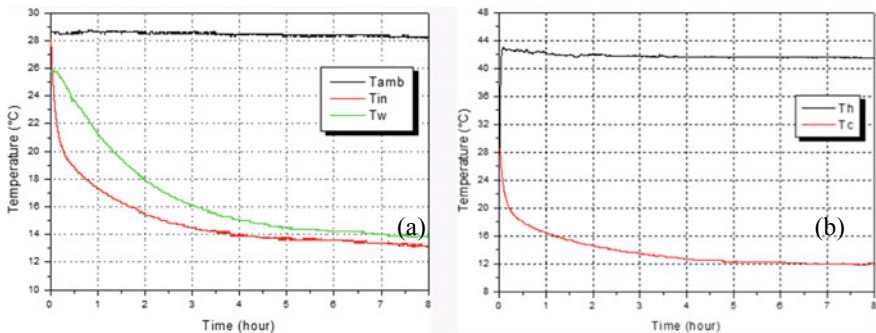 30
28
26
24
22
20
18
16
14
12
10
Temperature (°C)
Tamb
Tin
Tw
(a)
0 1 2 3 4 5 6 7 8
Time (hour)
48
44
40
36
32
28
24
20
16
12
8
Temperature (°C)
Th
Tc
(b)
0 1 2 3 4 5 6 7 8
Time (hour)